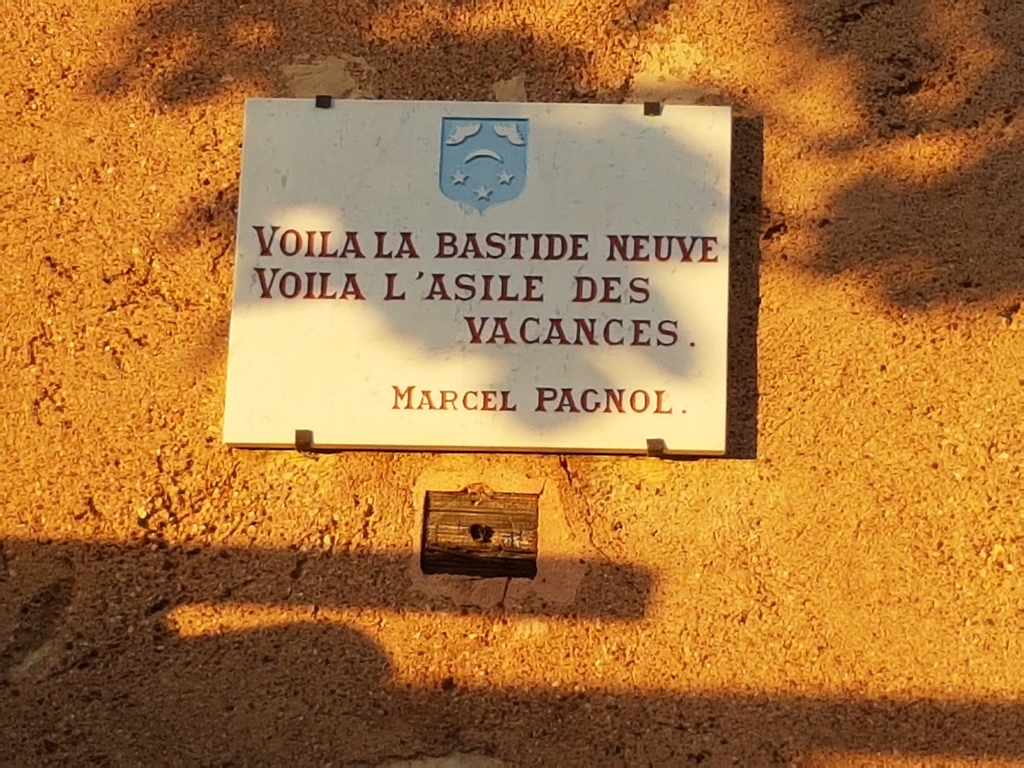 VOILA LA BASTIDE NEUVE
VOILA L'ASILE DES
VACANCES.
MARCEL PAGNOL.